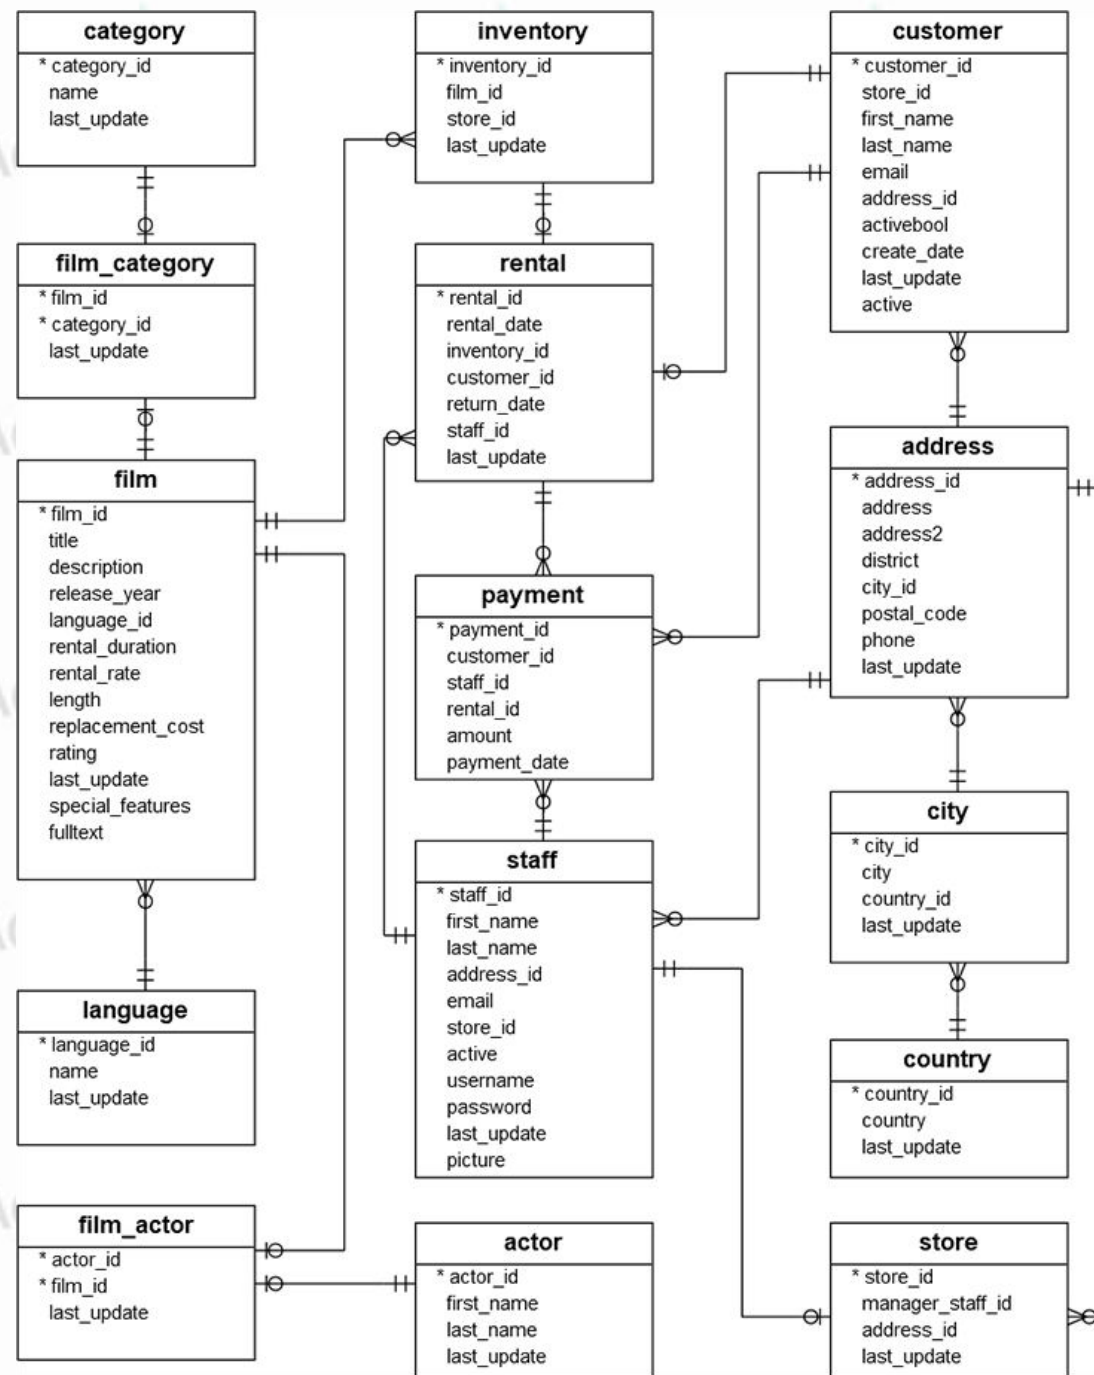 category
* category_id
name
last_update
film_category
* film_id
* category_id
last_update
film
* film_id
title
description
release_year
language_id
rental_duration
rental_rate
length
replacement_cost
rating
last_update
special_features
fulltext
language
* language_id
name
last_update
film_actor
* actor_id
* film_id
last_update
inventory
* inventory_id
film_id
store_id
last_update
rental
* rental_id
rental_date
inventory_id
customer_id
return_date
staff_id
last_update
payment
* payment_id
customer_id
staff_id
rental_id
amount
payment_date
staff
* staff_id
first_name
last_name
address_id
email
store_id
active
username
password
last_update
picture
actor
* actor_id
first_name
last_name
last_update
customer
* customer_id
store_id
first_name
last_name
email
address_id
activebool
create_date
last_update
active
address
* address_id
address
address2
district
city_id
postal_code
phone
last_update
city
* city_id
city
country_id
last_update
country
* country_id
country
last_update
store
* store_id
manager_staff_id
address_id
last_update